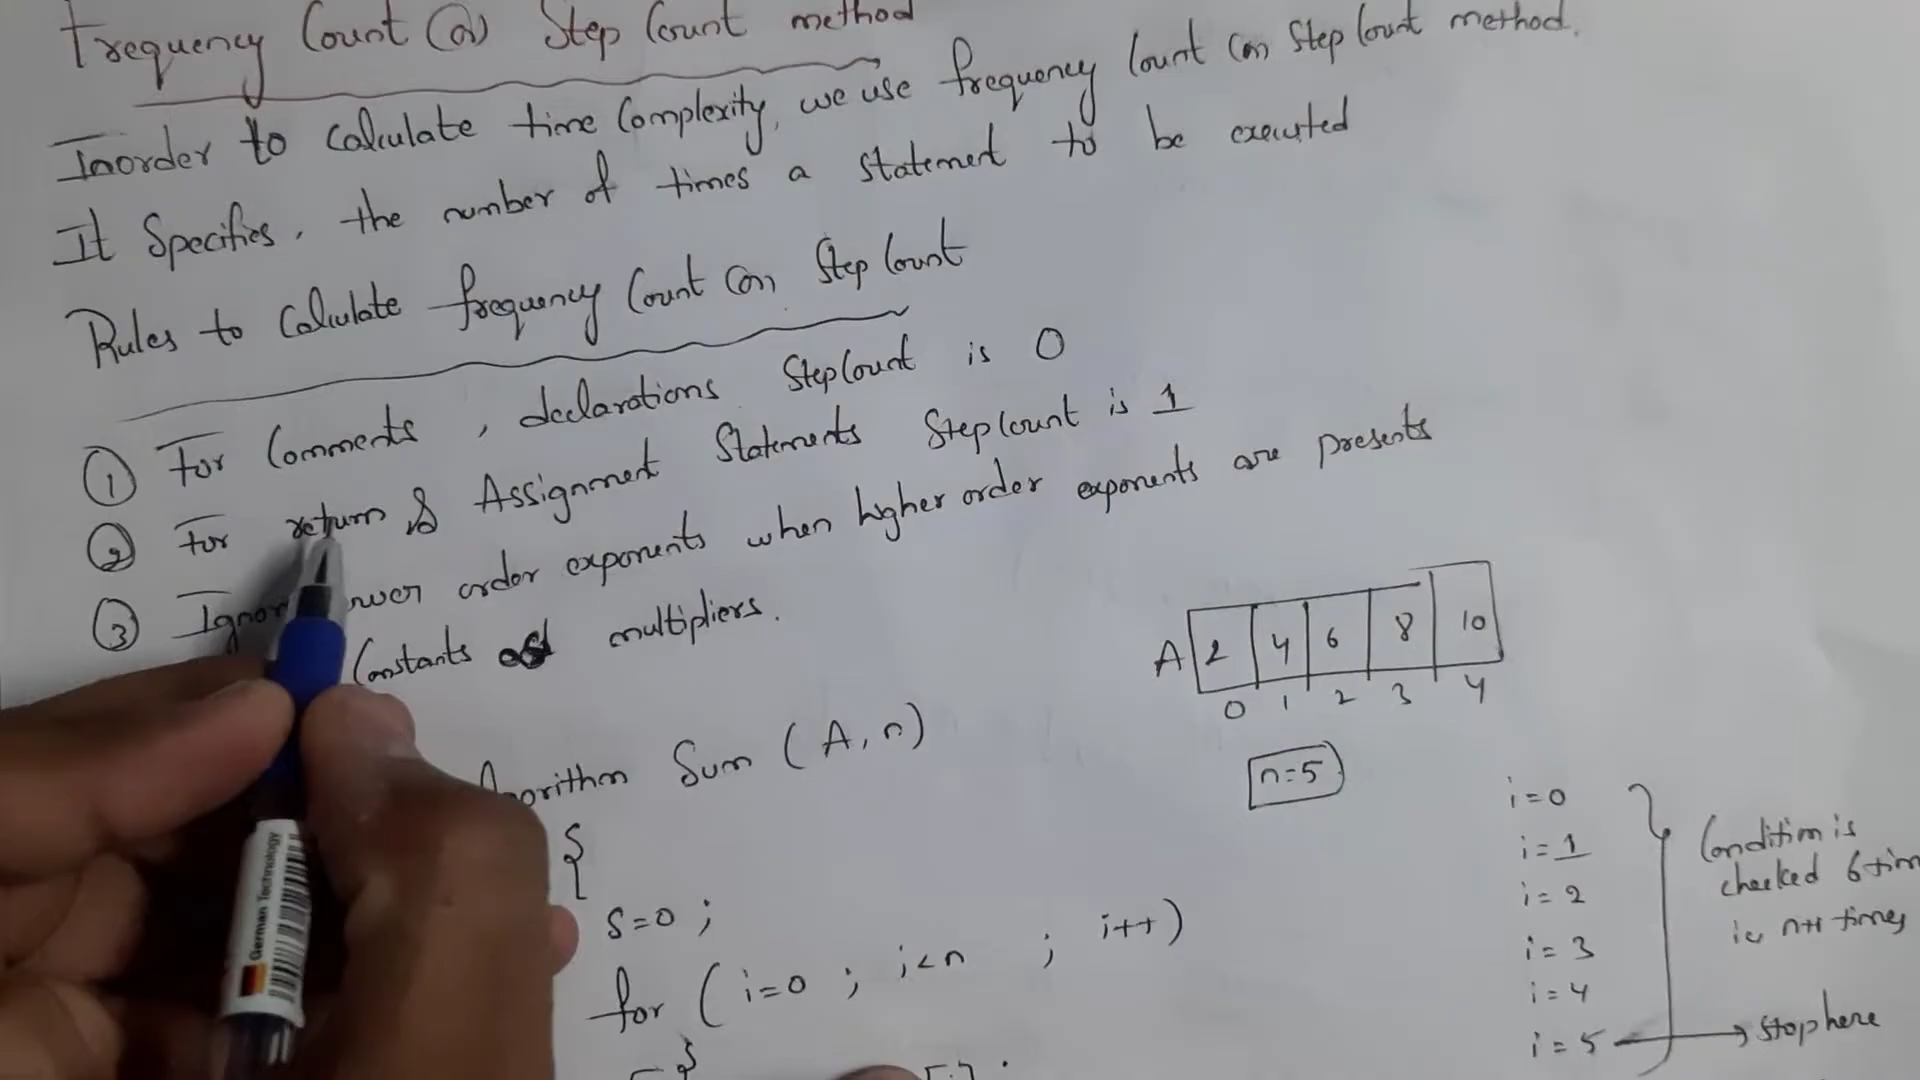 Frequency Count (or) Step Count method
Inorder to Calculate time Complexity, we use frequency Count (or) Step Count method.
It Specifies, the number of times a statement to be executed
Rules to Calculate frequency Count (or) Step Count
① For Comments, declarations Step Count is 0
② For return & Assignment Statements Step Count is 1
③ order exponents when higher order exponents are presents
Constants multipliers.
A 2 4 6 8 10
0 1 2 3 4
Sum (A, n)
n=5
{
S=0;
for (i=0; i<n; i++)
{
i=0
i=1
i=2
i=3
i=4
i=5 → stop here
Condition is
checked 6
ie n+1 times
German Technology